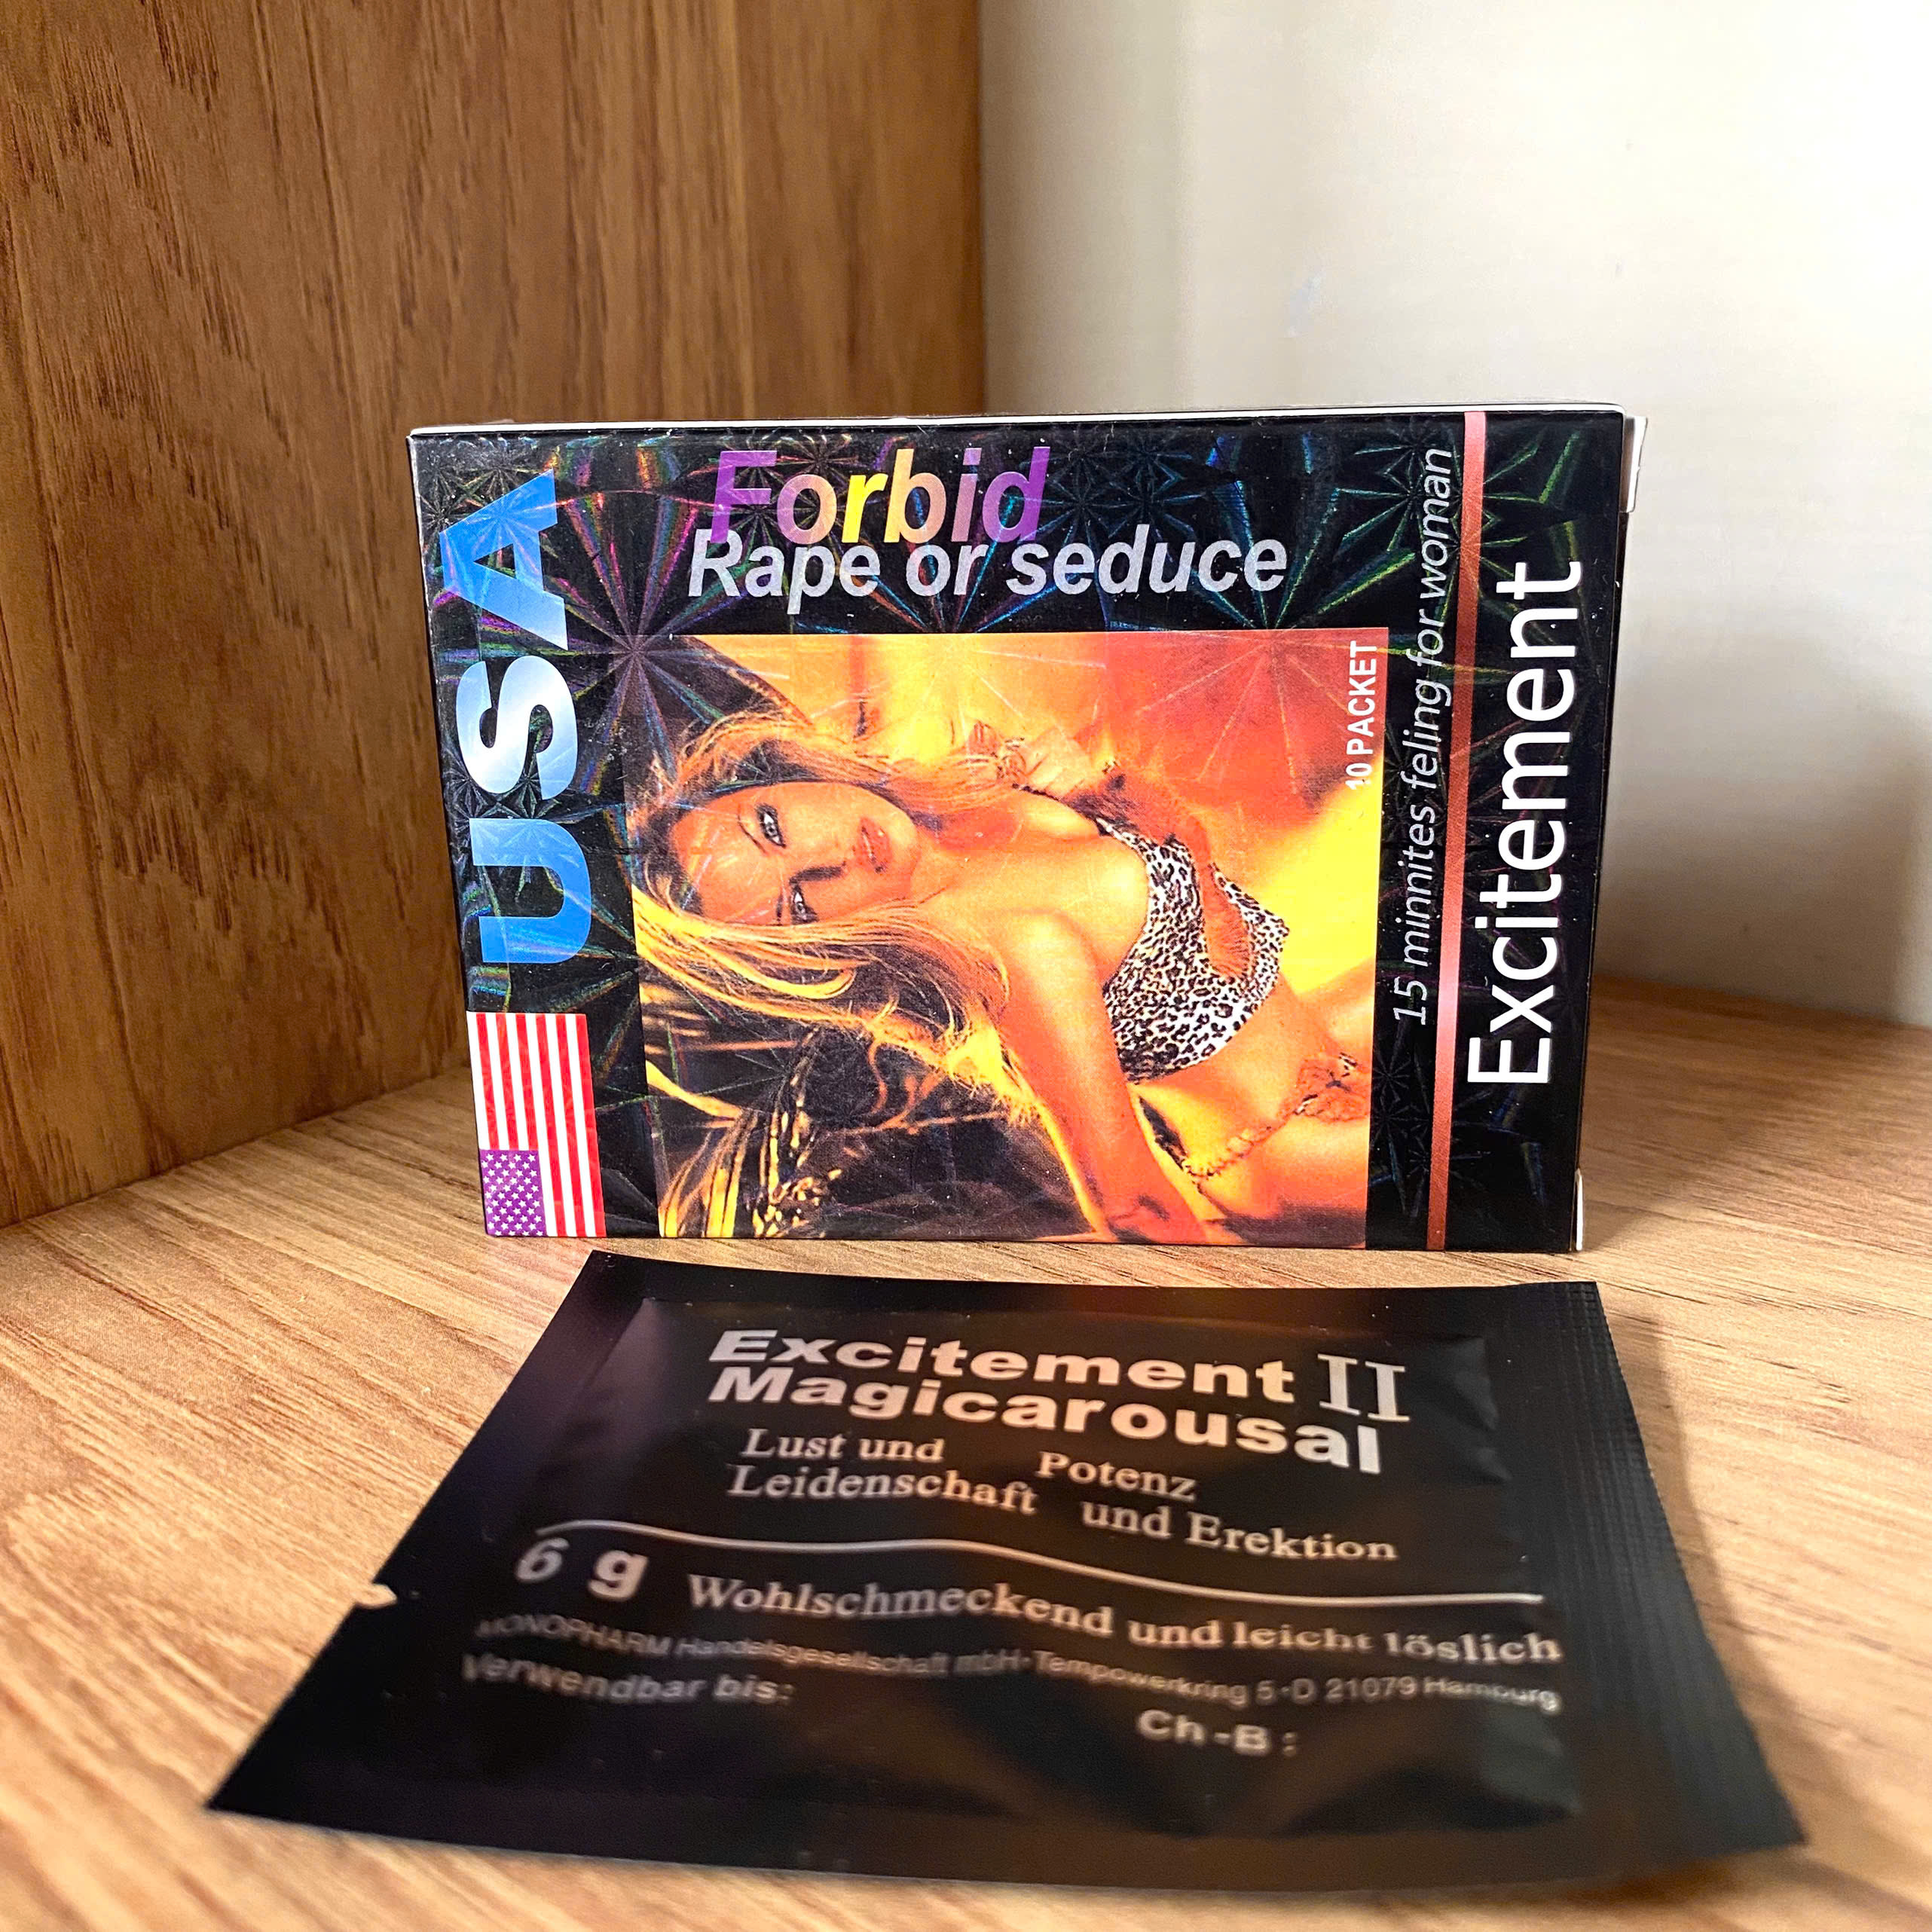 USA
Forbid
Rape or seduce
10 PACKET
15 minnites feling for woman
Excitement
Excitement II
Magicarousal
Lust und
Leidenschaft
Potenz
und Erektion
6 g Wohlschmeckend und leicht löslich
MONOPHARM Handelsgesellschaft mbH·Tempowerkring 5·D 21079 Hamburg
Verwendbar bis:
Ch-B :